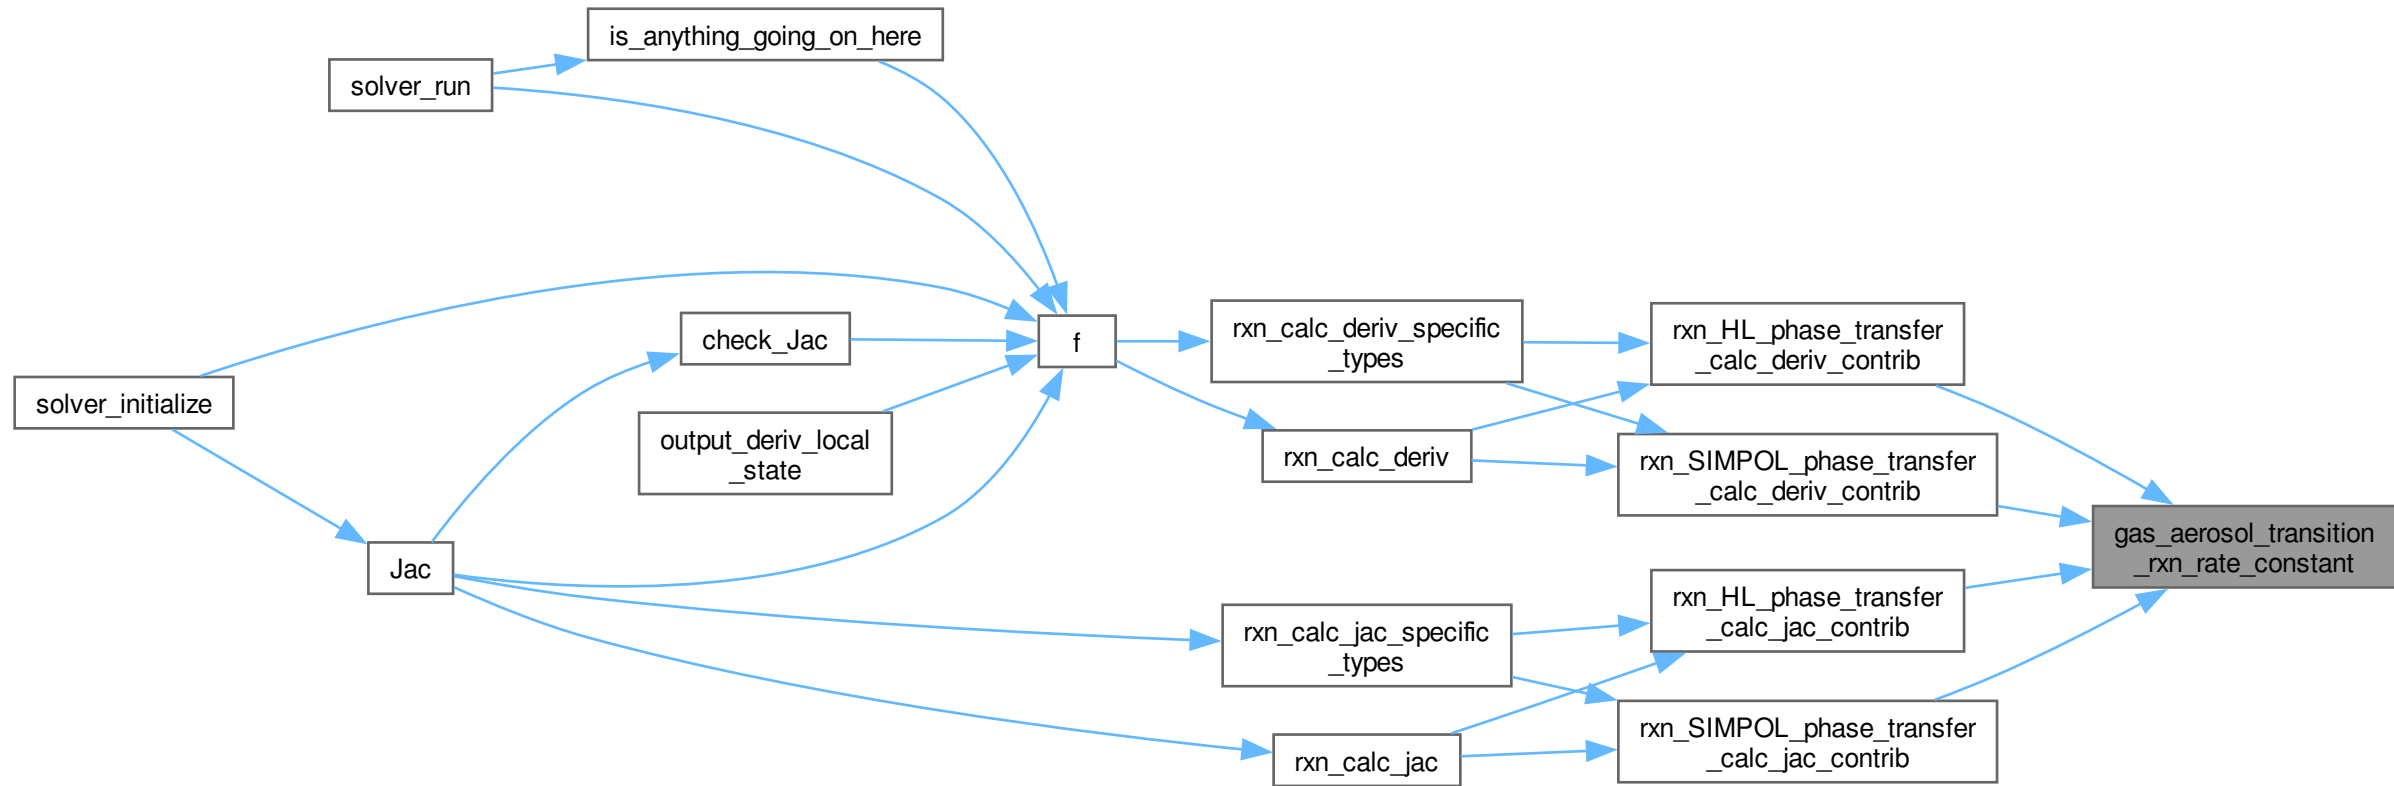 is_anything_going_on_here
solver_run
solver_initialize
check_Jac
output_deriv_local
_state
Jac
f
rxn_calc_deriv_specific
_types
rxn_calc_deriv
rxn_calc_jac_specific
_types
rxn_calc_jac
rxn_HL_phase_transfer
_calc_deriv_contrib
rxn_SIMPOL_phase_transfer
_calc_deriv_contrib
rxn_HL_phase_transfer
_calc_jac_contrib
rxn_SIMPOL_phase_transfer
_calc_jac_contrib
gas_aerosol_transition
_rxn_rate_constant